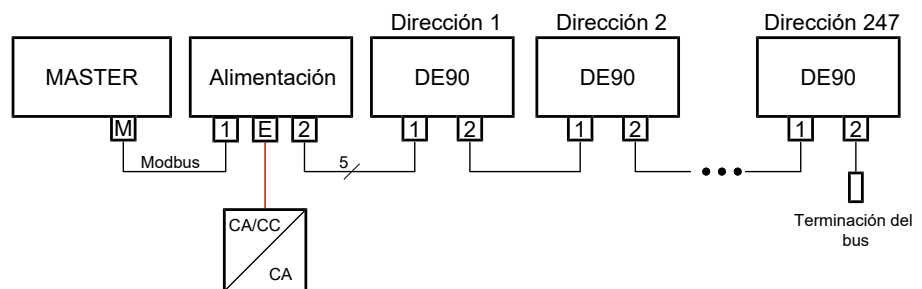 Dirección 1
Dirección 2
Dirección 247
MASTER
Alimentación
DE90
DE90
DE90
M
1
E
2
1
2
1
2
1
2
Modbus
5
CA/CC
CA
Terminación del
bus